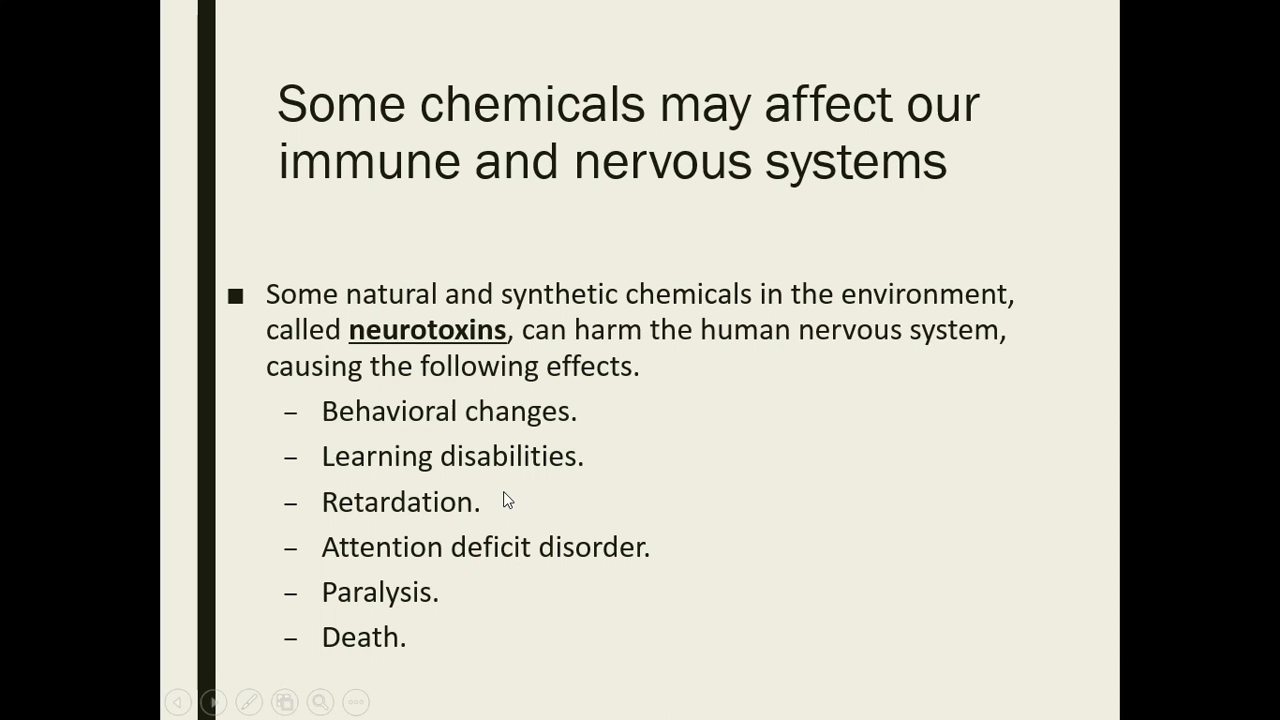 Some chemicals may affect our
immune and nervous systems
■ Some natural and synthetic chemicals in the environment,
called neurotoxins, can harm the human nervous system,
causing the following effects.
– Behavioral changes.
– Learning disabilities.
– Retardation.
– Attention deficit disorder.
– Paralysis.
– Death.